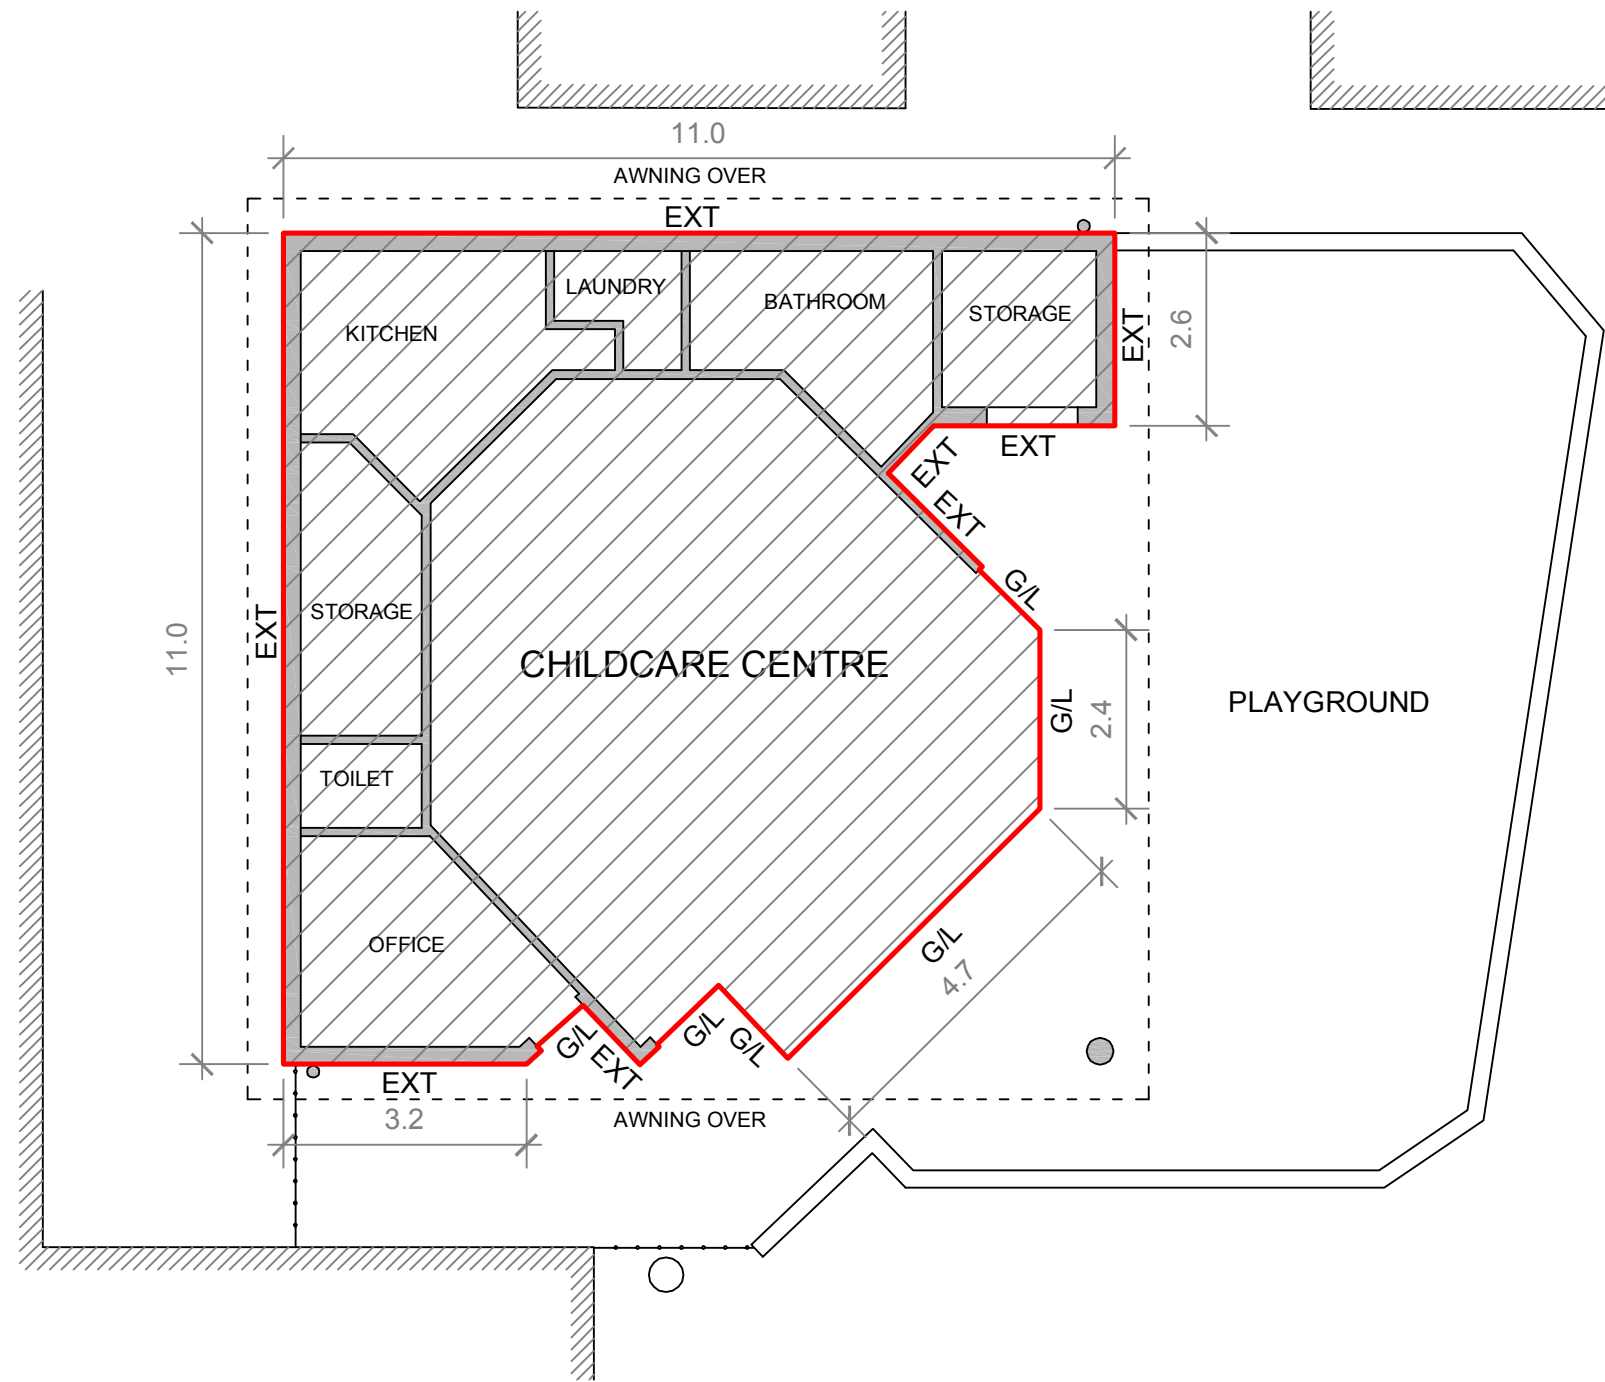 11.0
AWNING OVER
EXT
LAUNDRY
BATHROOM
STORAGE
KITCHEN
EXT
2.6
EXT
EXT
EXT
G/L
STORAGE
EXT
11.0
CHILDCARE CENTRE
G/L
2.4
PLAYGROUND
TOILET
OFFICE
G/L
4.7
G/L
G/L
G/L
EXT
EXT
3.2
AWNING OVER